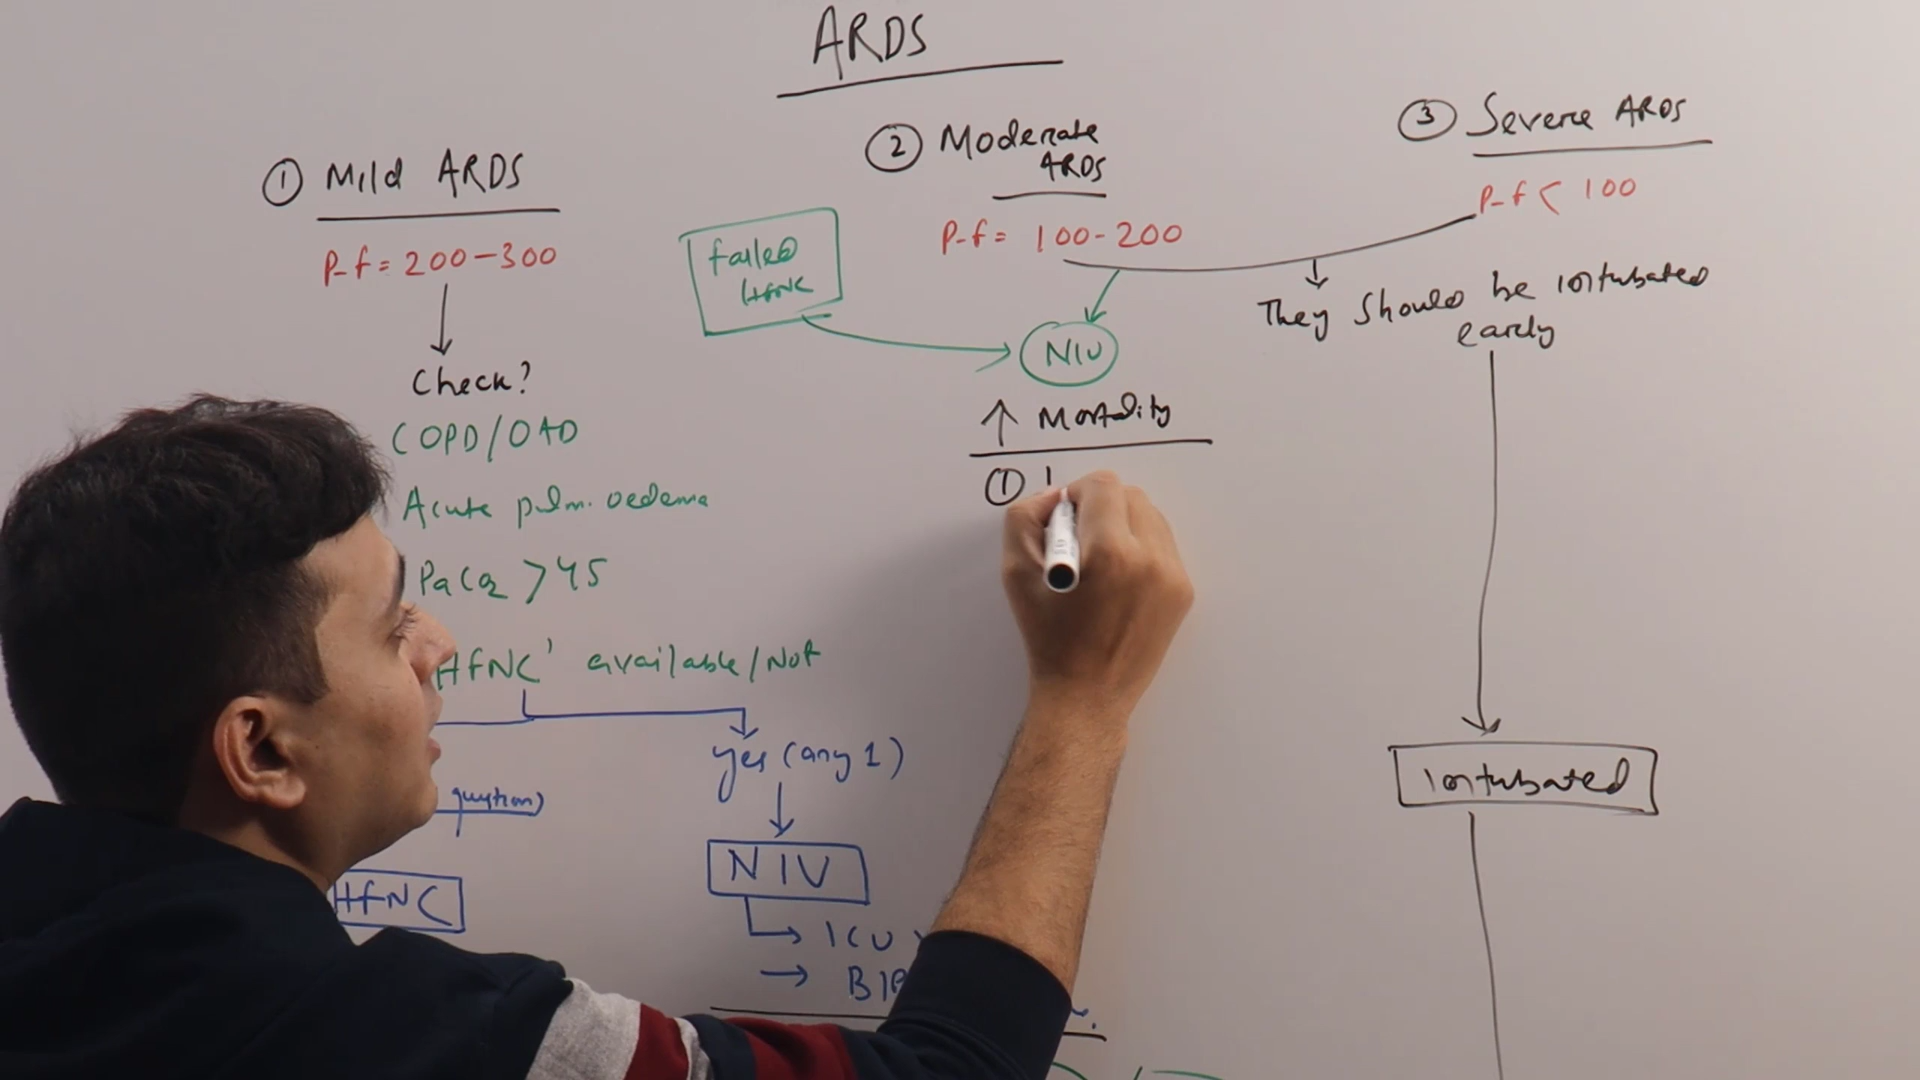 ARDS
① Mild ARDS
P-f = 200-300
Check?
COPD/OAD
Acute pulm. oedema
PaCO2 >45
HFNC' available/Not
yes (any 1)
HFNC
NIV
→ ICU
→
② Moderate
ARDS
P-f = 100-200
failed
HFNC
NIV
↑ Mortality
①
③ Severe ARDS
P-f < 100
They should be intubated
early
Intubated